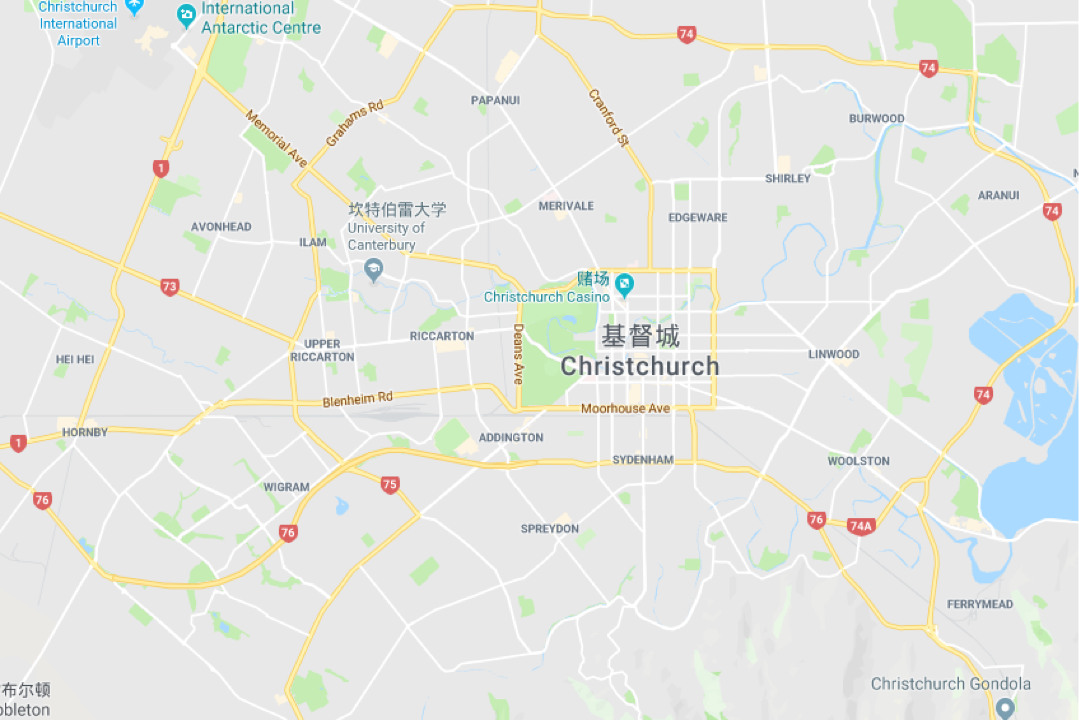 Christchurch
International
Airport
International
Antarctic Centre
74
74
PAPANUI
Cranford St
Grahams Rd
Memorial Ave
BURWOOD
1
SHIRLEY
ARANUI
坎特伯雷大学
University of
Canterbury
MERIVALE
EDGEWARE
74
AVONHEAD
ILAM
73
赌场
Christchurch Casino
基督城
Christchurch
Deans Ave
RICCARTON
UPPER
RICCARTON
HEI HEI
LINWOOD
Blenheim Rd
Moorhouse Ave
74
HORNBY
1
ADDINGTON
SYDENHAM
WOOLSTON
WIGRAM
75
76
76
SPREYDON
76
74A
FERRYMEAD
布尔顿
bbleton
Christchurch Gondola